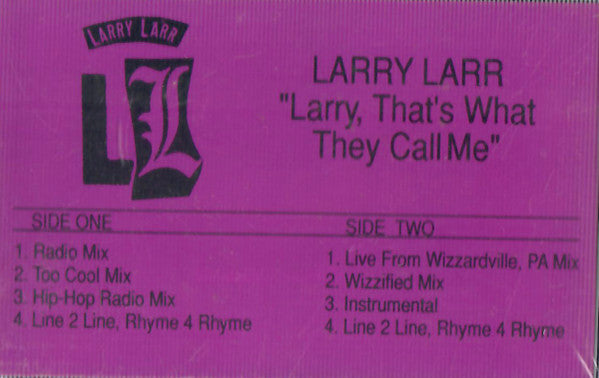 LARRY LARR
LL
LARRY LARR
"Larry, That's What
They Call Me"
SIDE ONE
1. Radio Mix
2. Too Cool Mix
3. Hip-Hop Radio Mix
4. Line 2 Line, Rhyme 4 Rhyme
SIDE TWO
1. Live From Wizzardville, PA Mix
2. Wizzified Mix
3. Instrumental
4. Line 2 Line, Rhyme 4 Rhyme